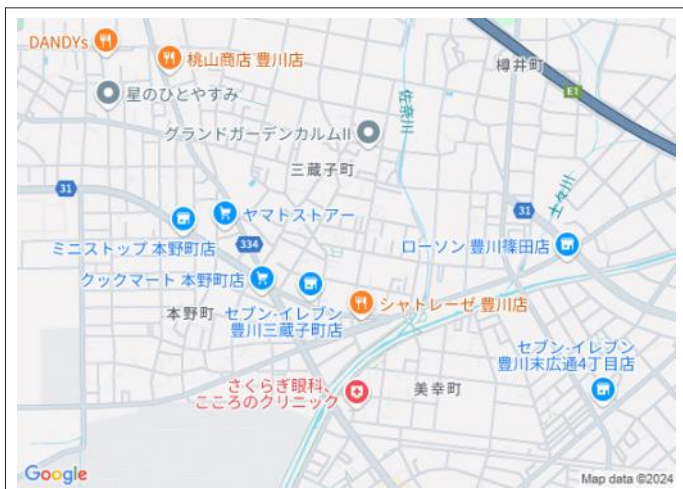 DANDYs
桃山商店 豊川店
樽井町
E1
星のひとやすみ
佐奈川
グランドガーデンカルムII
三蔵子町
31
ヤマトストアー
31
ミニストップ 本野町店
334
ローソン 豊川篠田店
クックマート 本野町店
本野町
セブン-イレブン
豊川三蔵子町店
シャトレーゼ 豊川店
セブン-イレブン
豊川末広通4丁目店
さくらぎ眼科、
こころのクリニック
美幸町
Google
Map data ©2024